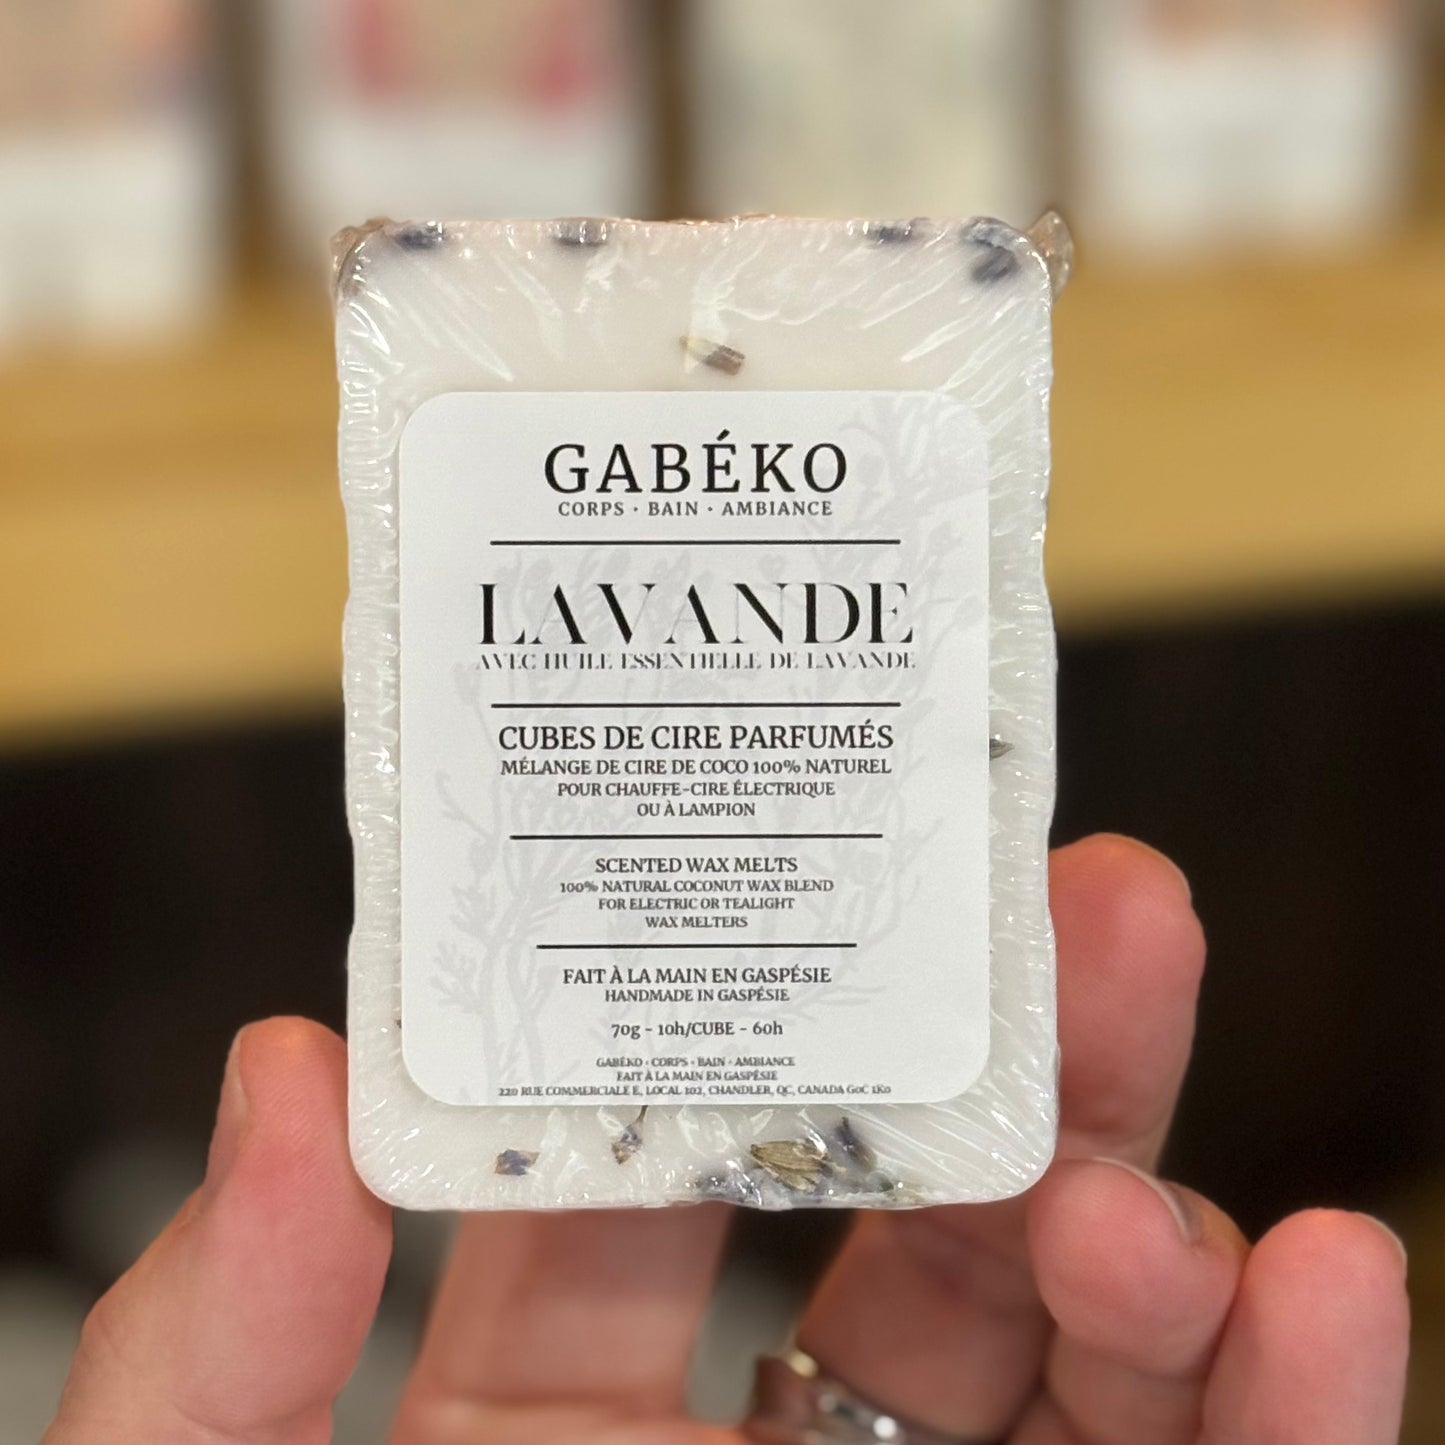 GABÉKO
CORPS · BAIN · AMBIANCE
LAVANDE
AVEC HUILE ESSENTIELLE DE LAVANDE
CUBES DE CIRE PARFUMÉS
MÉLANGE DE CIRE DE COCO 100% NATUREL
POUR CHAUFFE-CIRE ÉLECTRIQUE
OU À LAMPION
SCENTED WAX MELTS
100% NATURAL COCONUT WAX BLEND
FOR ELECTRIC OR TEALIGHT
WAX MELTERS
FAIT À LA MAIN EN GASPÉSIE
HANDMADE IN GASPÉSIE
70g - 10h/CUBE - 60h
GABÉKO · CORPS · BAIN · AMBIANCE
FAIT À LA MAIN EN GASPÉSIE
220 RUE COMMERCIALE E, LOCAL 102, CHANDLER, QC, CANADA G0C 1K0